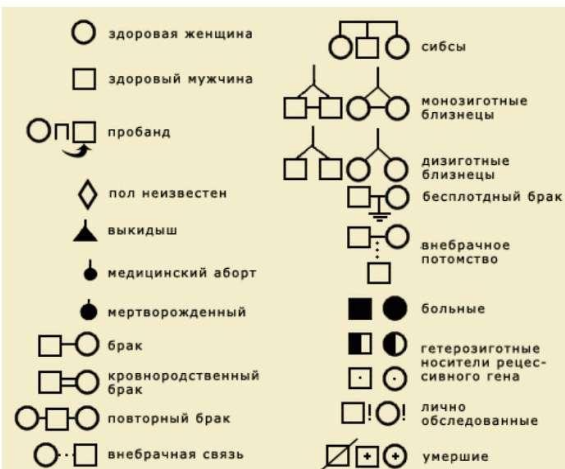 здоровая женщина
здоровый мужчина
П
пробанд
пол неизвестен
выкидыш
медицинский аборт
мертворожденный
брак
кровнородственный
брак
повторный брак
внебрачная связь
сибсы
монозиготные
близнецы
дизиготные
близнецы
бесплотдный брак
внебрачное
потомство
больные
гетерозиготные
носители рецес-
сивного гена
! !
лично
обследованные
умершие